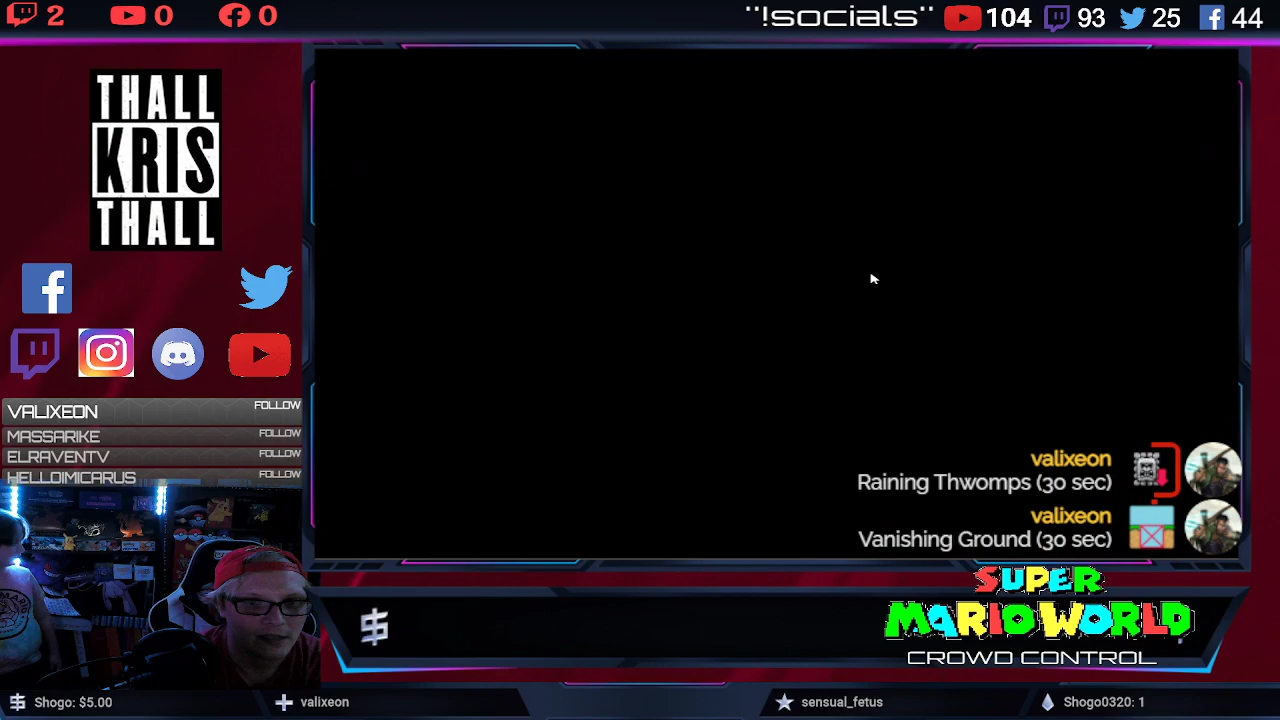 2
0
0
"!socials"
104
93
25
44
THALL
KRIS
THALL
VALIXEON FOLLOW
MASSARIKE FOLLOW
ELRAVENTV FOLLOW
HELLOIMICARUS FOLLOW
valixeon
Raining Thwomps (30 sec)
valixeon
Vanishing Ground (30 sec)
SUPER
MARIO WORLD
CROWD CONTROL
Shogo: $5.00
valixeon
sensual_fetus
Shogo0320: 1